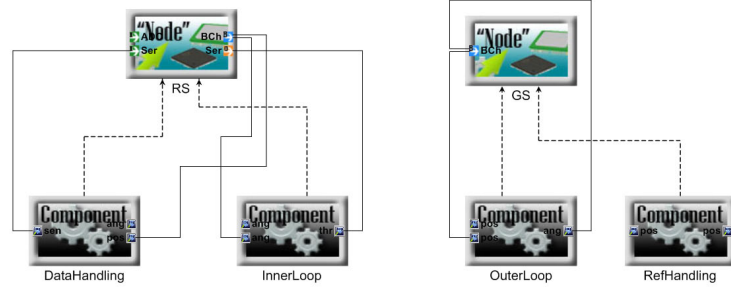 "Node"
ADC BCh
Ser Ser
RS
"Node"
BCh
GS
Component
ang
sen
pos
DataHandling
Component
ang
thr
ang
InnerLoop
Component
pos
ang
pos
OuterLoop
Component
pos pos
RefHandling